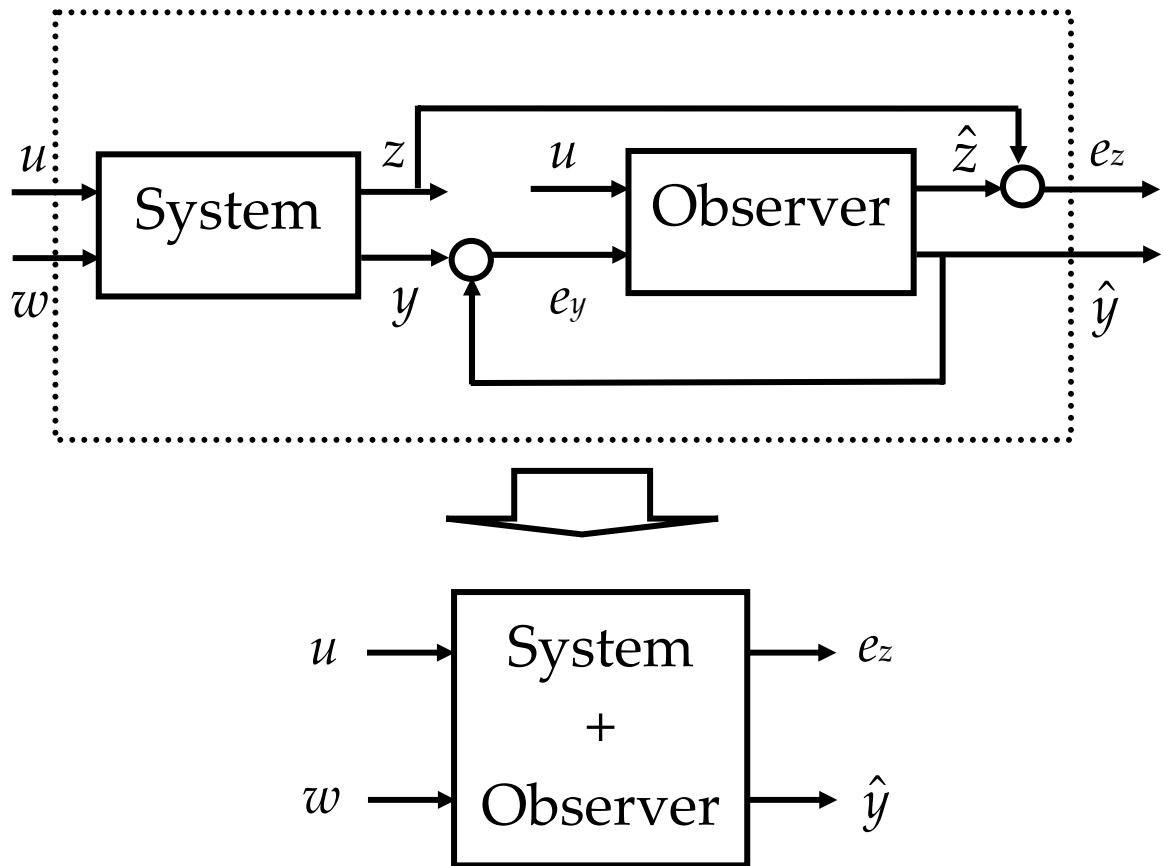 u
w
System
z
y
u
e_y
Observer
ẑ
e_z
ŷ
u
w
System
+
Observer
e_z
ŷ